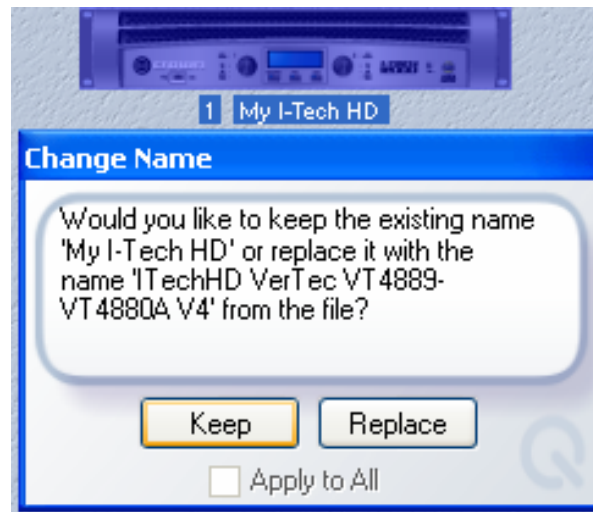 crown
1 My I-Tech HD
Change Name
Would you like to keep the existing name
'My I-Tech HD' or replace it with the
name 'ITechHD VerTec VT4889-
VT4880A V4' from the file?
Keep Replace
Apply to All